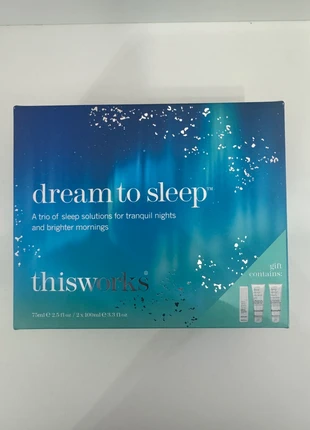 dream to sleep™
A trio of sleep solutions for tranquil nights
and brighter mornings
thisworks®
gift
contains:
75ml ℮ 2.5 fl oz / 2 x 100ml ℮ 3.3 fl oz